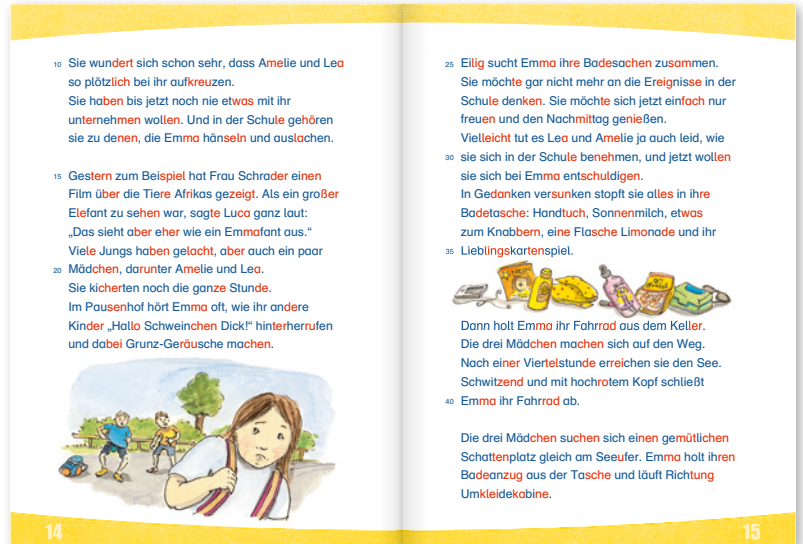 10 Sie wundert sich schon sehr, dass Amelie und Lea
so plötzlich bei ihr aufkreuzen.
Sie haben bis jetzt noch nie etwas mit ihr
unternehmen wollen. Und in der Schule gehören
sie zu denen, die Emma hänseln und auslachen.
15 Gestern zum Beispiel hat Frau Schrader einen
Film über die Tiere Afrikas gezeigt. Als ein großer
Elefant zu sehen war, sagte Luca ganz laut:
„Das sieht aber eher wie ein Emmafant aus.“
Viele Jungs haben gelacht, aber auch ein paar
20 Mädchen, darunter Amelie und Lea.
Sie kicherten noch die ganze Stunde.
Im Pausenhof hört Emma oft, wie ihr andere
Kinder „Hallo Schweinchen Dick!“ hinterherrufen
und dabei Grunz-Geräusche machen.
14
25 Eilig sucht Emma ihre Badesachen zusammen.
Sie möchte gar nicht mehr an die Ereignisse in der
Schule denken. Sie möchte sich jetzt einfach nur
freuen und den Nachmittag genießen.
Vielleicht tut es Lea und Amelie ja auch leid, wie
30 sie sich in der Schule benehmen, und jetzt wollen
sie sich bei Emma entschuldigen.
In Gedanken versunken stopft sie alles in ihre
Badetasche: Handtuch, Sonnenmilch, etwas
zum Knabbern, eine Flasche Limonade und ihr
35 Lieblingskartenspiel.
Dann holt Emma ihr Fahrrad aus dem Keller.
Die drei Mädchen machen sich auf den Weg.
Nach einer Viertelstunde erreichen sie den See.
Schwitzend und mit hochrotem Kopf schließt
40 Emma ihr Fahrrad ab.
Die drei Mädchen suchen sich einen gemütlichen
Schattenplatz gleich am Seeufer. Emma holt ihren
Badeanzug aus der Tasche und läuft Richtung
Umkleidekabine.
15